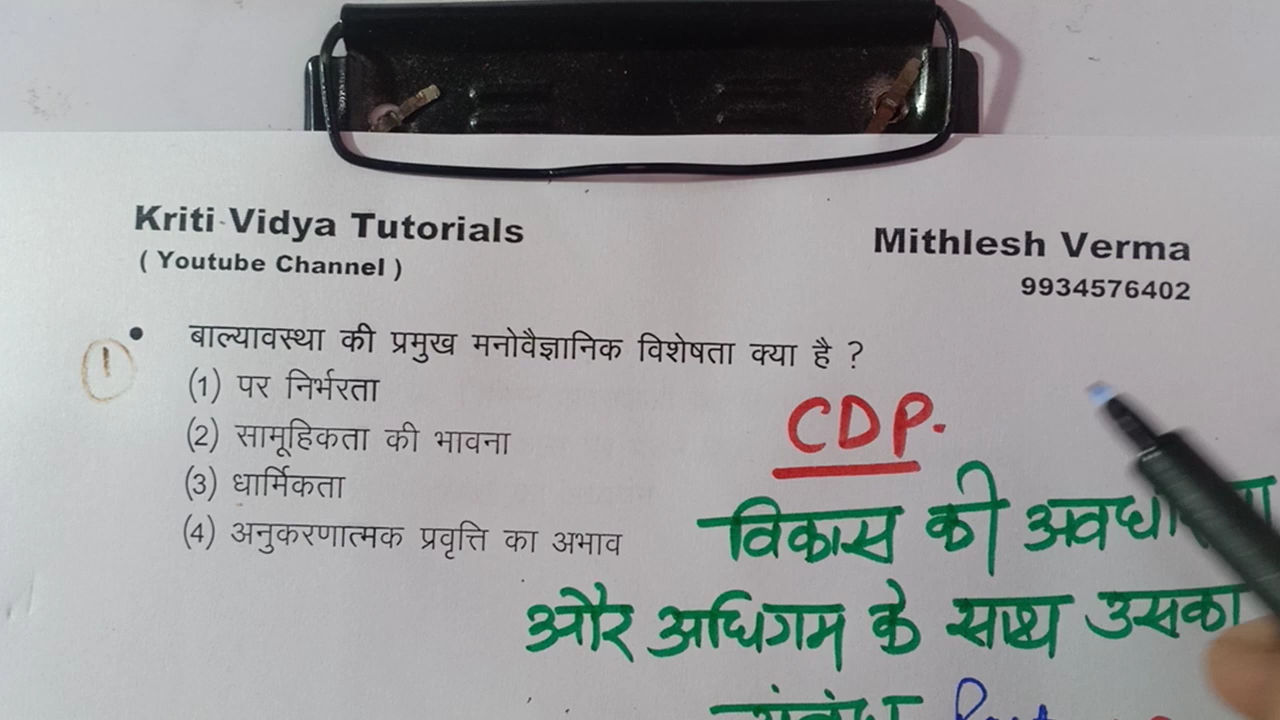 Kriti Vidya Tutorials
( Youtube Channel )
Mithlesh Verma
9934576402
1
• बाल्यावस्था की प्रमुख मनोवैज्ञानिक विशेषता क्या है ?
(1) पर निर्भरता
(2) सामूहिकता की भावना
(3) धार्मिकता
(4) अनुकरणात्मक प्रवृत्ति का अभाव
CDP.
विकास की
और अधिगम के साथ उसका